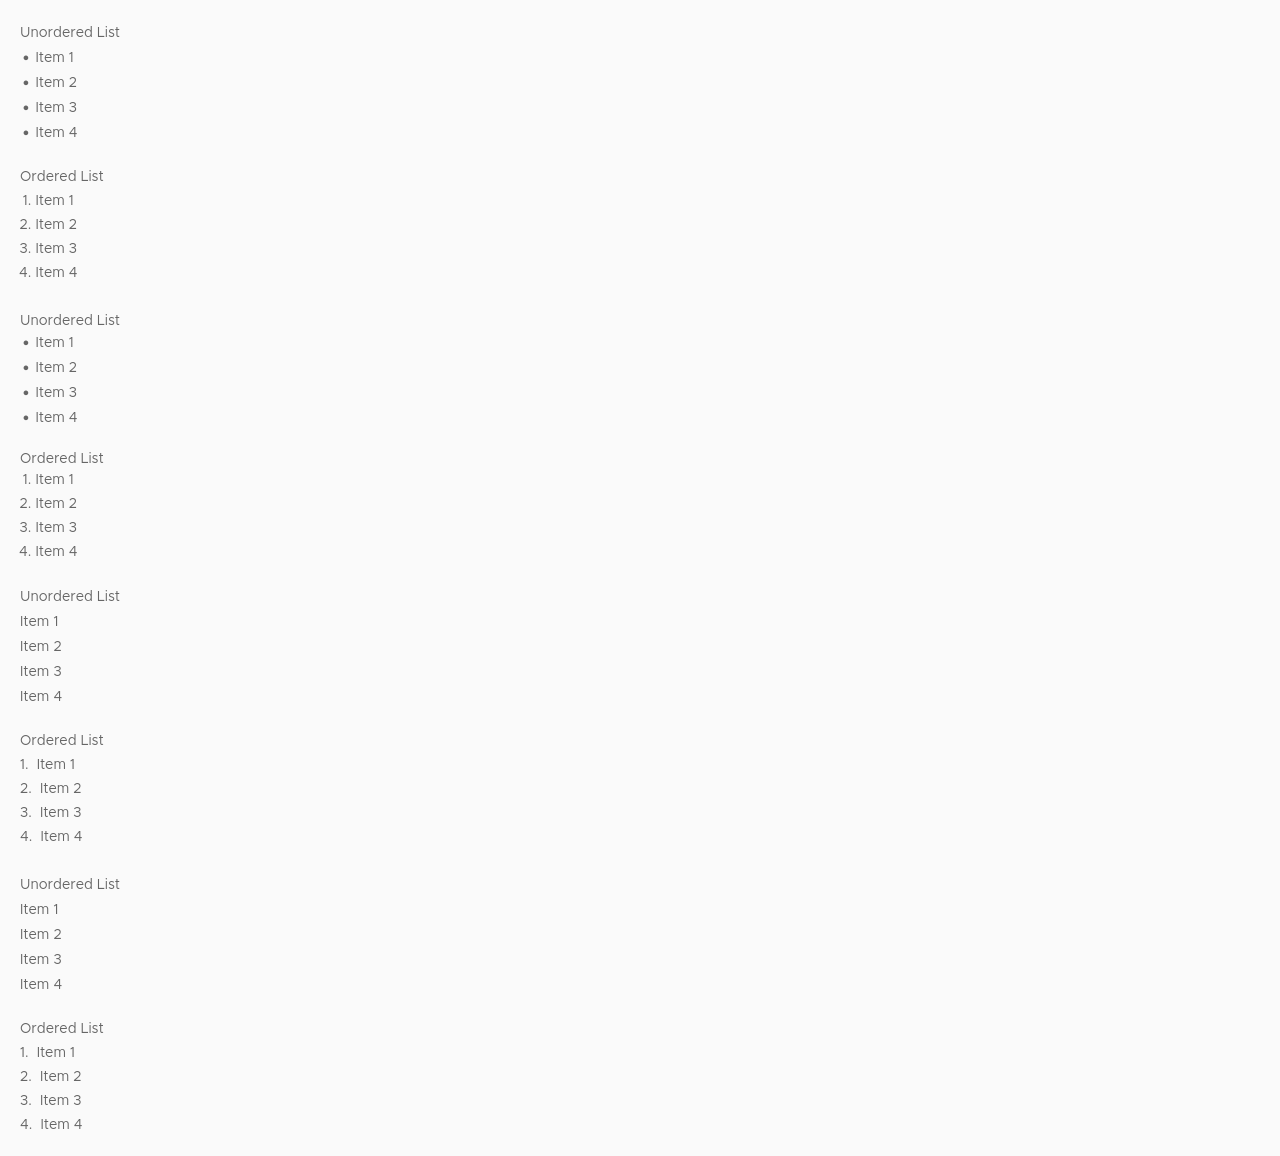 Unordered List
• Item 1
• Item 2
• Item 3
• Item 4
Ordered List
1. Item 1
2. Item 2
3. Item 3
4. Item 4
Unordered List
• Item 1
• Item 2
• Item 3
• Item 4
Ordered List
1. Item 1
2. Item 2
3. Item 3
4. Item 4
Unordered List
Item 1
Item 2
Item 3
Item 4
Ordered List
1. Item 1
2. Item 2
3. Item 3
4. Item 4
Unordered List
Item 1
Item 2
Item 3
Item 4
Ordered List
1. Item 1
2. Item 2
3. Item 3
4. Item 4